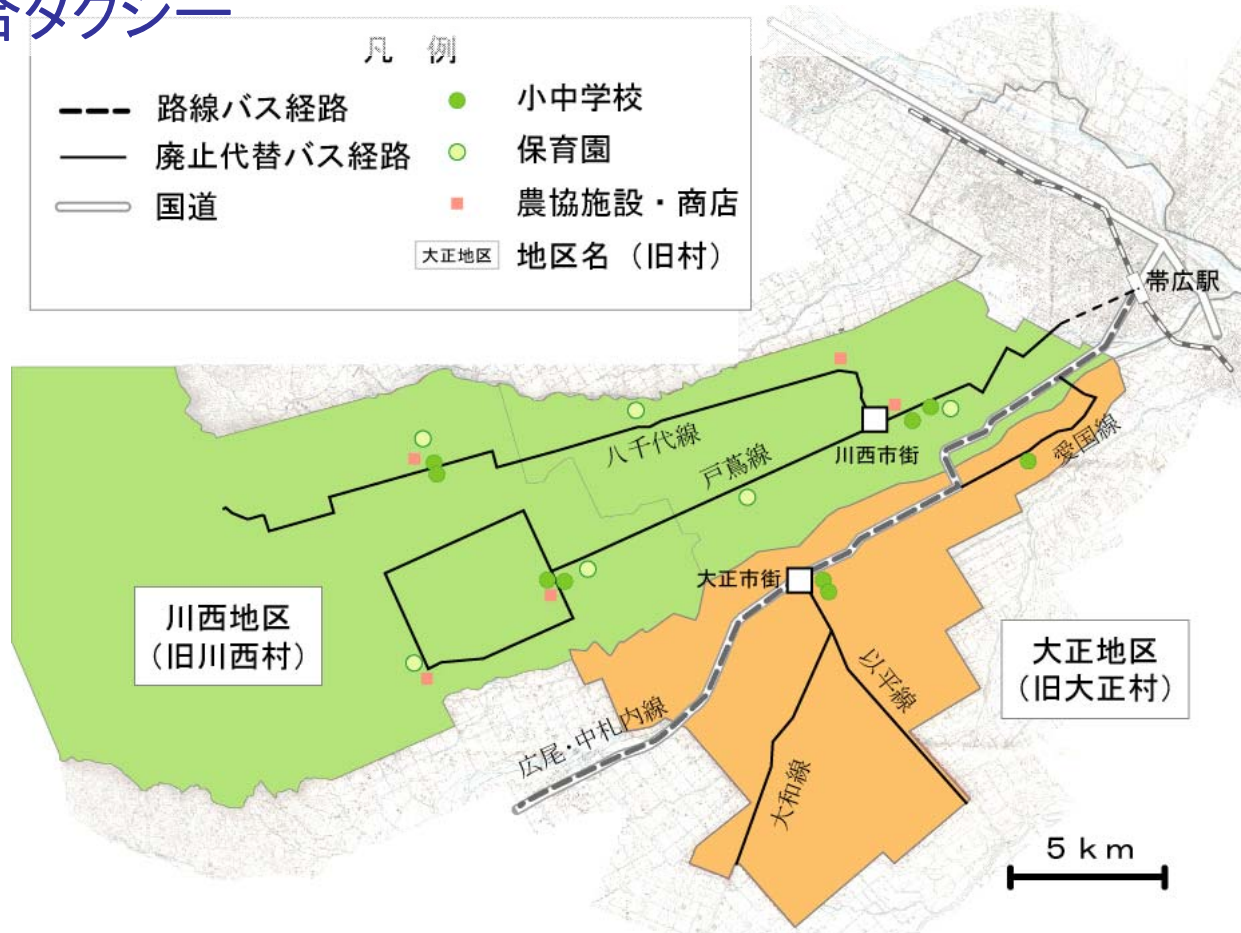 合タクシー
凡 例
路線バス経路
廃止代替バス経路
国道
小中学校
保育園
農協施設・商店
大正地区 地区名（旧村）
帯広駅
八千代線
戸蔦線
川西市街
愛国線
大正市街
川西地区
（旧川西村）
大正地区
（旧大正村）
以平線
広尾・中札内線
大和線
5 km